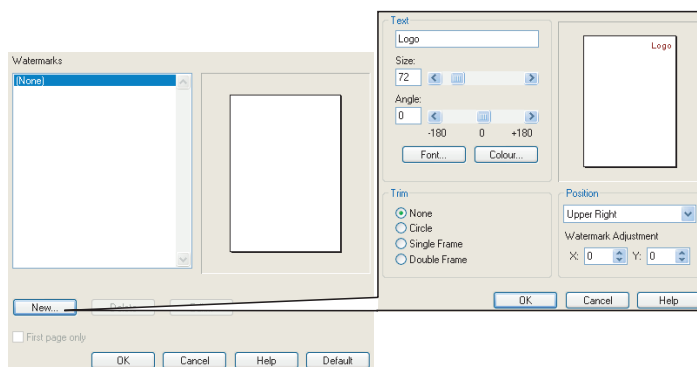 Watermarks
(None)
New...
Delete
First page only
OK Cancel Help Default
Text
Logo
Size:
72
Angle:
0
-180 0 +180
Font... Colour...
Logo
Trim
None
Circle
Single Frame
Double Frame
Position
Upper Right
Watermark Adjustment
X: 0 Y: 0
OK Cancel Help